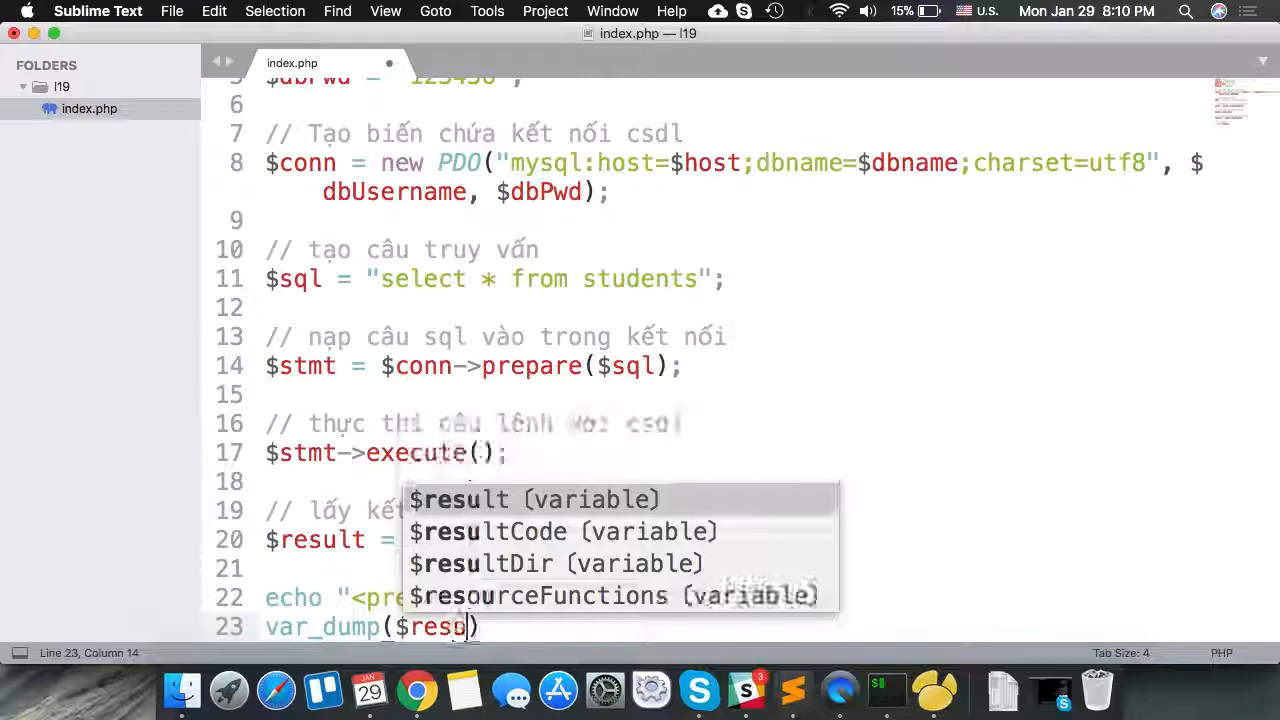 Sublime Text File Edit Selection Find View Goto Tools Project Window Help 15% U.S. Mon Jan 29 8:10 PM
index.php — l19
FOLDERS
l19
index.php
index.php
6
7 // Tạo biến chứa kết nối csdl
8 $conn = new PDO("mysql:host=$host;dbname=$dbname;charset=utf8", $
dbUsername, $dbPwd);
9
10 // tạo câu truy vấn
11 $sql = "select * from students";
12
13 // nạp câu sql vào trong kết nối
14 $stmt = $conn->prepare($sql);
15
16 // thực thi câu lệnh csdl
17 $stmt->execute();
18
19 // lấy kết
20 $result =
21
22 echo "<pre
23 var_dump($ress)
$result (variable)
$resultCode (variable)
$resultDir (variable)
$resourceFunctions (variable)
Line 23, Column 14 Tab Size: 4 PHP
JAN
29
3